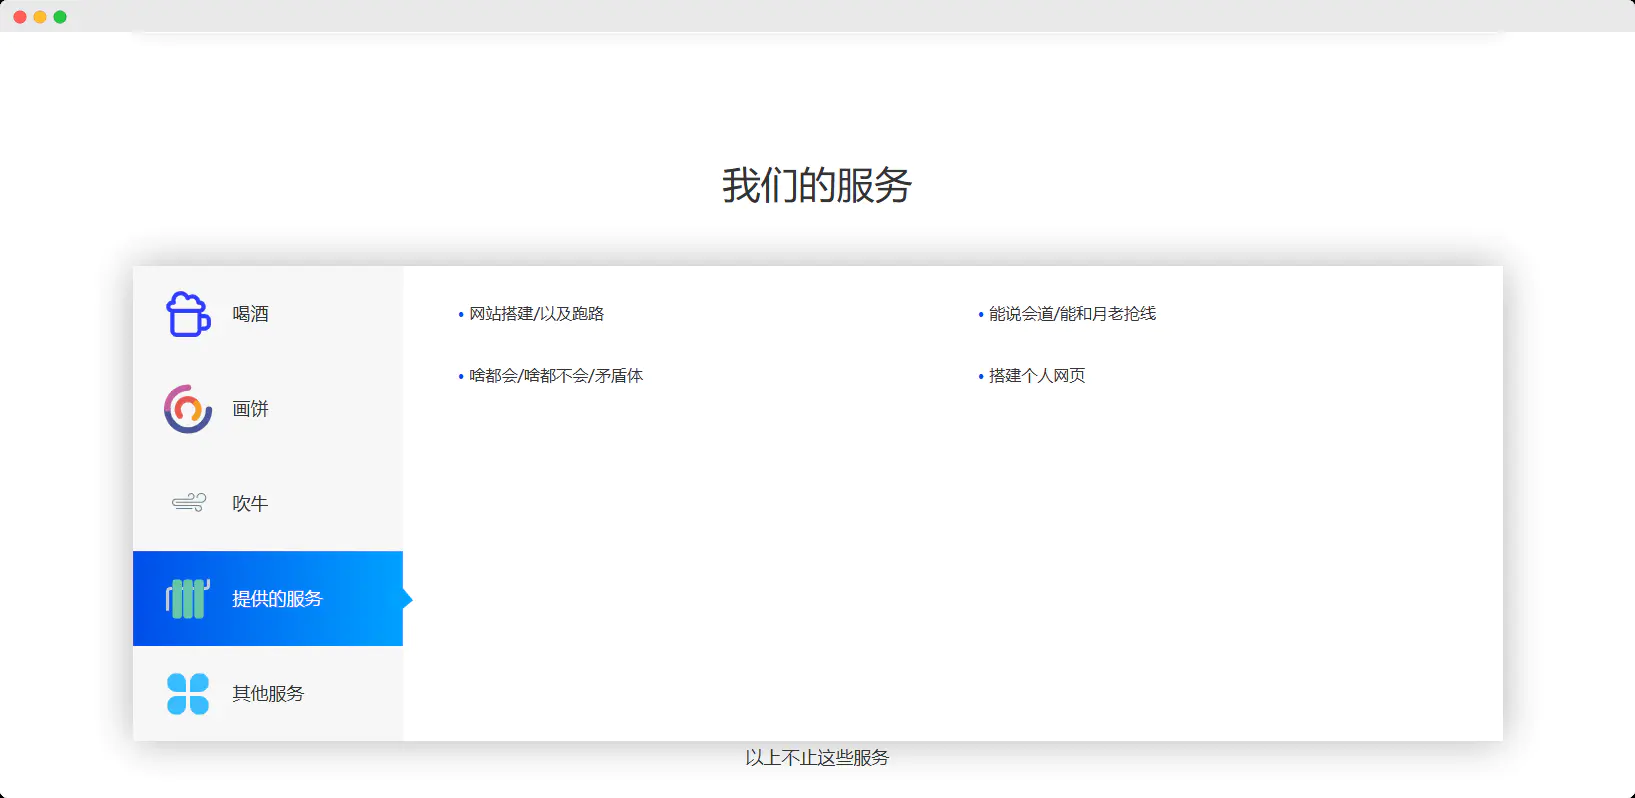 我们的服务
喝酒
画饼
吹牛
提供的服务
其他服务
• 网站搭建/以及跑路
• 能说会道/能和月老抢线
• 啥都会/啥都不会/矛盾体
• 搭建个人网页
以上不止这些服务